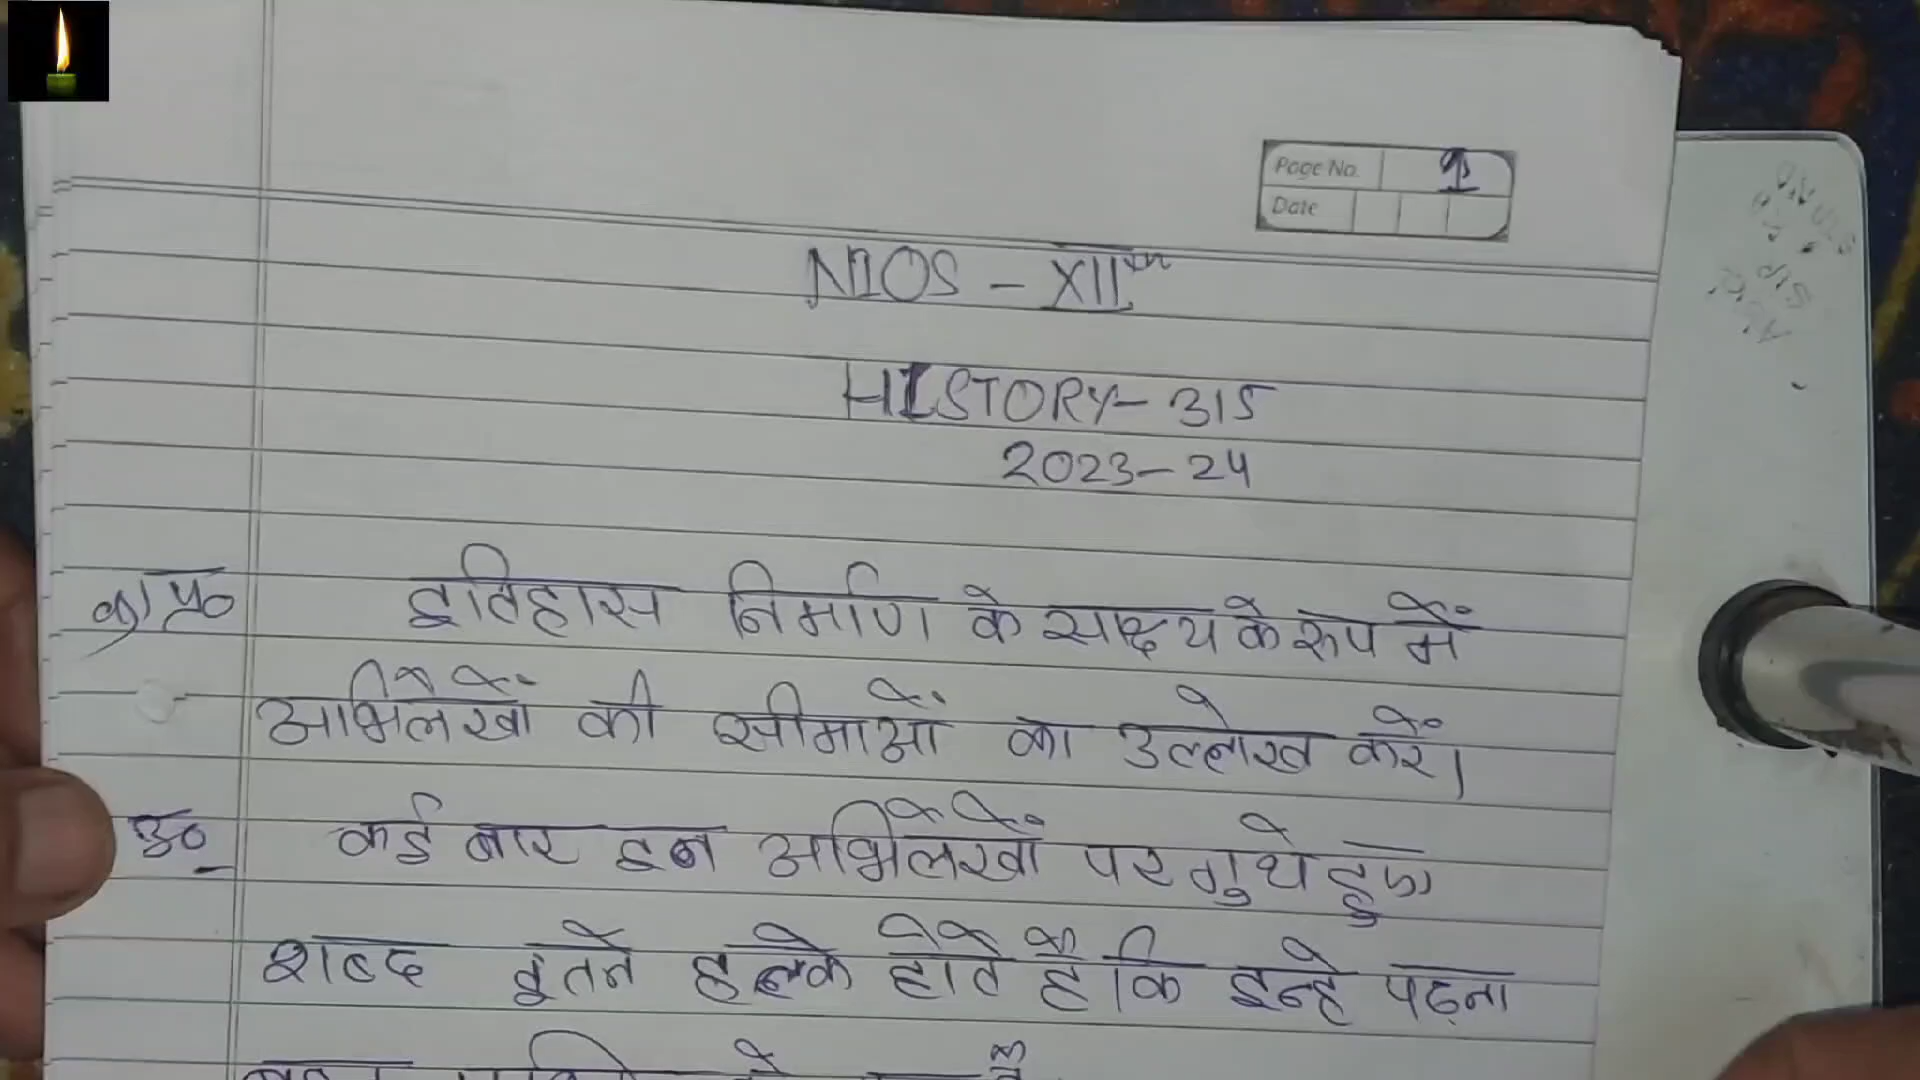 Page No. 1
Date
NIOS - XIIth
HISTORY - 315
2023-24
क) प्र० इतिहास निर्माण के साक्ष्य के रूप में
अभिलेखों की सीमाओं का उल्लेख करें।
उ० कई बार इन अभिलेखों पर गुथे हुए
शब्द इतने हल्के होते है कि इन्हे पढ़ना